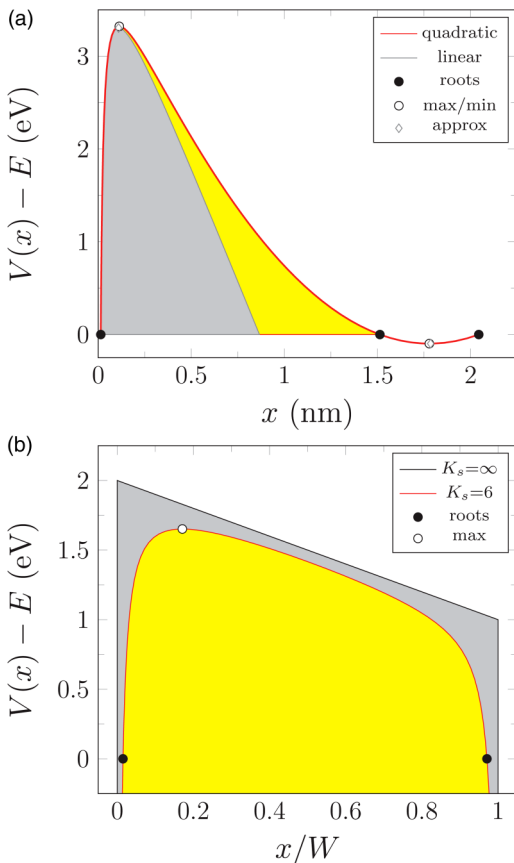 (a)
quadratic
linear
roots
max/min
approx
3
2
1
0
V(x) − E (eV)
0
0.5
1
1.5
2
x (nm)
(b)
K_s=∞
K_s=6
roots
max
2
1.5
1
0.5
0
V(x) − E (eV)
0
0.2
0.4
0.6
0.8
1
x/W